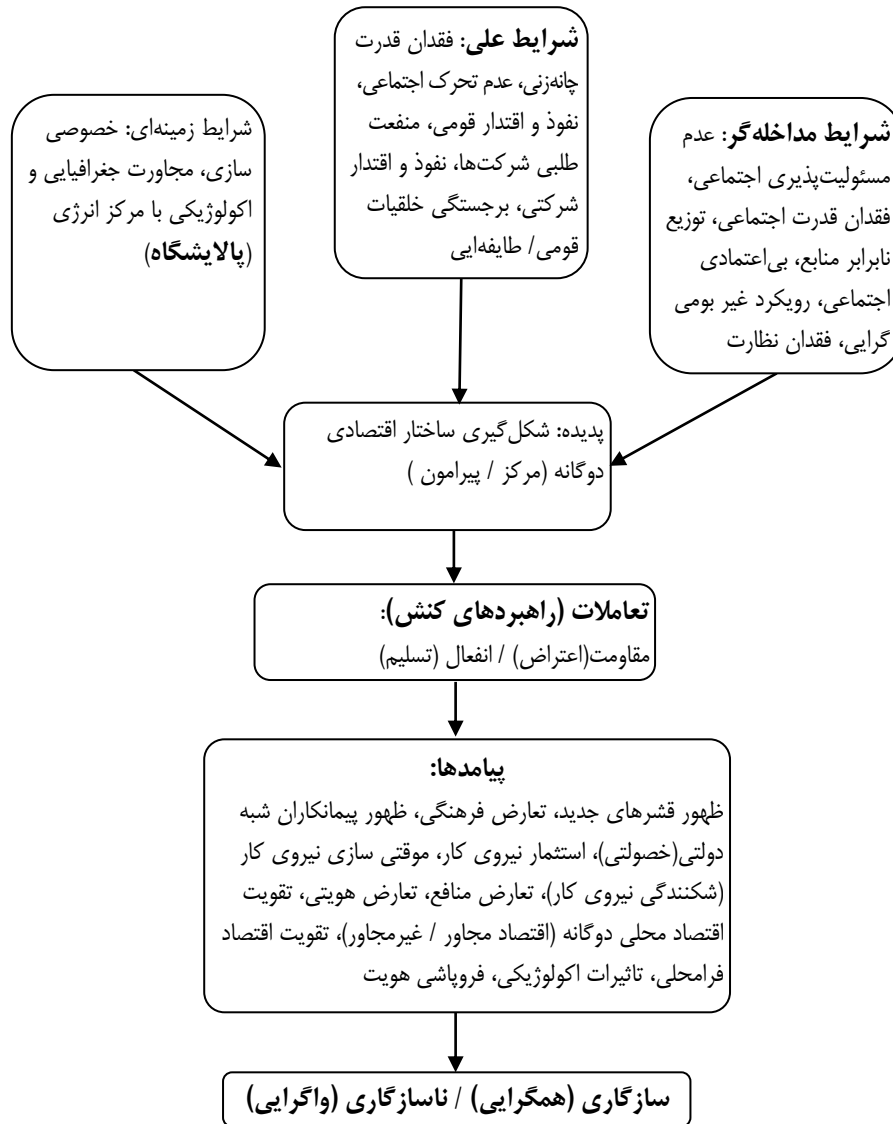 شرایط علی: فقدان قدرت
چانه‌زنی، عدم تحرک اجتماعی،
نفوذ و اقتدار قومی، منفعت
طلبی شرکت‌ها، نفوذ و اقتدار
شرکتی، برجستگی خلقیات
قومی/ طایفه‌ایی
شرایط مداخله‌گر: عدم
مسئولیت‌پذیری اجتماعی،
فقدان قدرت اجتماعی، توزیع
نابرابر منابع، بی‌اعتمادی
اجتماعی، رویکرد غیر بومی
گرایی، فقدان نظارت
شرایط زمینه‌ای: خصوصی
سازی، مجاورت جغرافیایی و
اکولوژیکی با مرکز انرژی
(پالایشگاه)
پدیده: شکل‌گیری ساختار اقتصادی
دوگانه (مرکز / پیرامون )
تعاملات (راهبردهای کنش):
مقاومت(اعتراض) / انفعال (تسلیم)
پیامدها:
ظهور قشرهای جدید، تعارض فرهنگی، ظهور پیمانکاران شبه
دولتی(خصولتی)، استثمار نیروی کار، موقتی سازی نیروی کار
(شکنندگی نیروی کار)، تعارض منافع، تعارض هویتی، تقویت
اقتصاد محلی دوگانه (اقتصاد مجاور / غیرمجاور)، تقویت اقتصاد
فرامحلی، تاثیرات اکولوژیکی، فروپاشی هویت
سازگاری (همگرایی) / ناسازگاری (واگرایی)